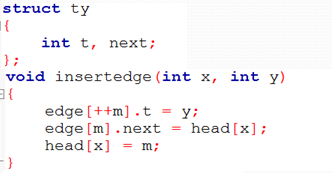 struct ty
{
int t, next;
};
void insertedge(int x, int y)
{
edge[++m].t = y;
edge[m].next = head[x];
head[x] = m;
}